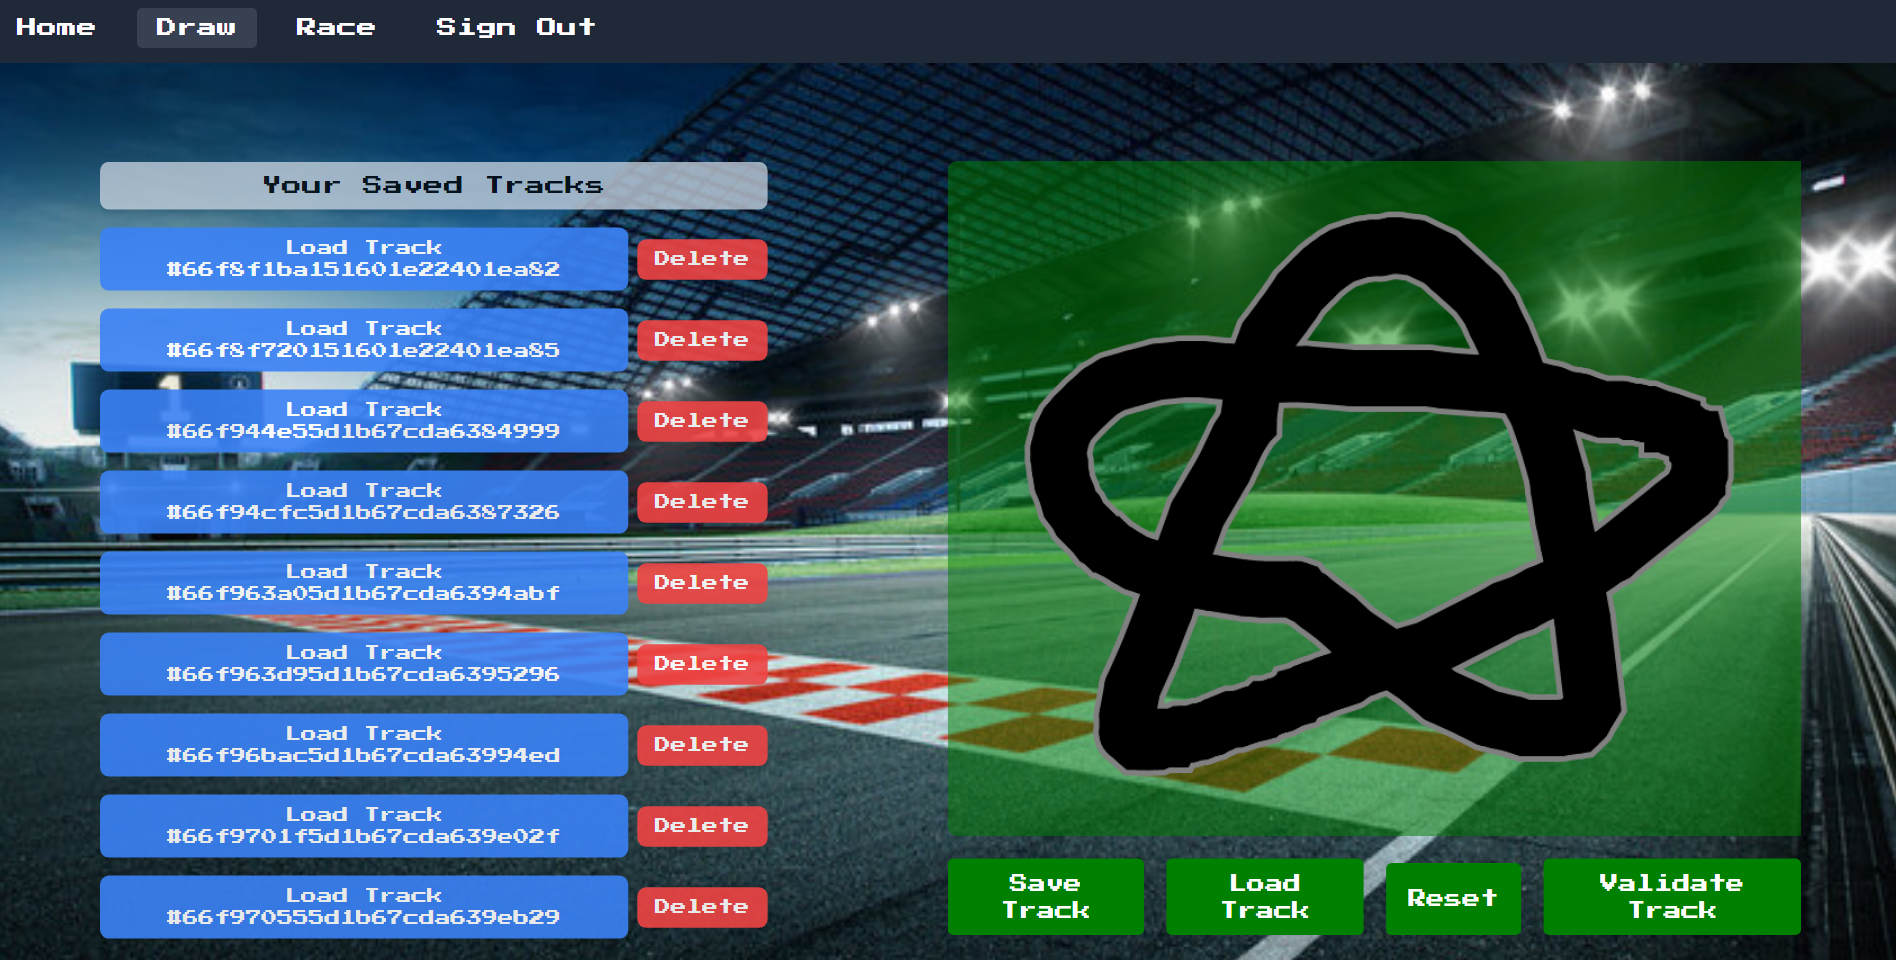 Home Draw Race Sign Out
Your Saved Tracks
Load Track
#66f8f1ba151601e22401ea82
Delete
Load Track
#66f8f720151601e22401ea85
Delete
Load Track
#66f944e55d1b67cda6384999
Delete
Load Track
#66f94cfc5d1b67cda6387326
Delete
Load Track
#66f963a05d1b67cda6394abf
Delete
Load Track
#66f963d95d1b67cda6395296
Delete
Load Track
#66f96bac5d1b67cda63994ed
Delete
Load Track
#66f9701f5d1b67cda639e02f
Delete
Load Track
#66f970555d1b67cda639eb29
Delete
1
Save
Track
Load
Track
Reset
Validate
Track